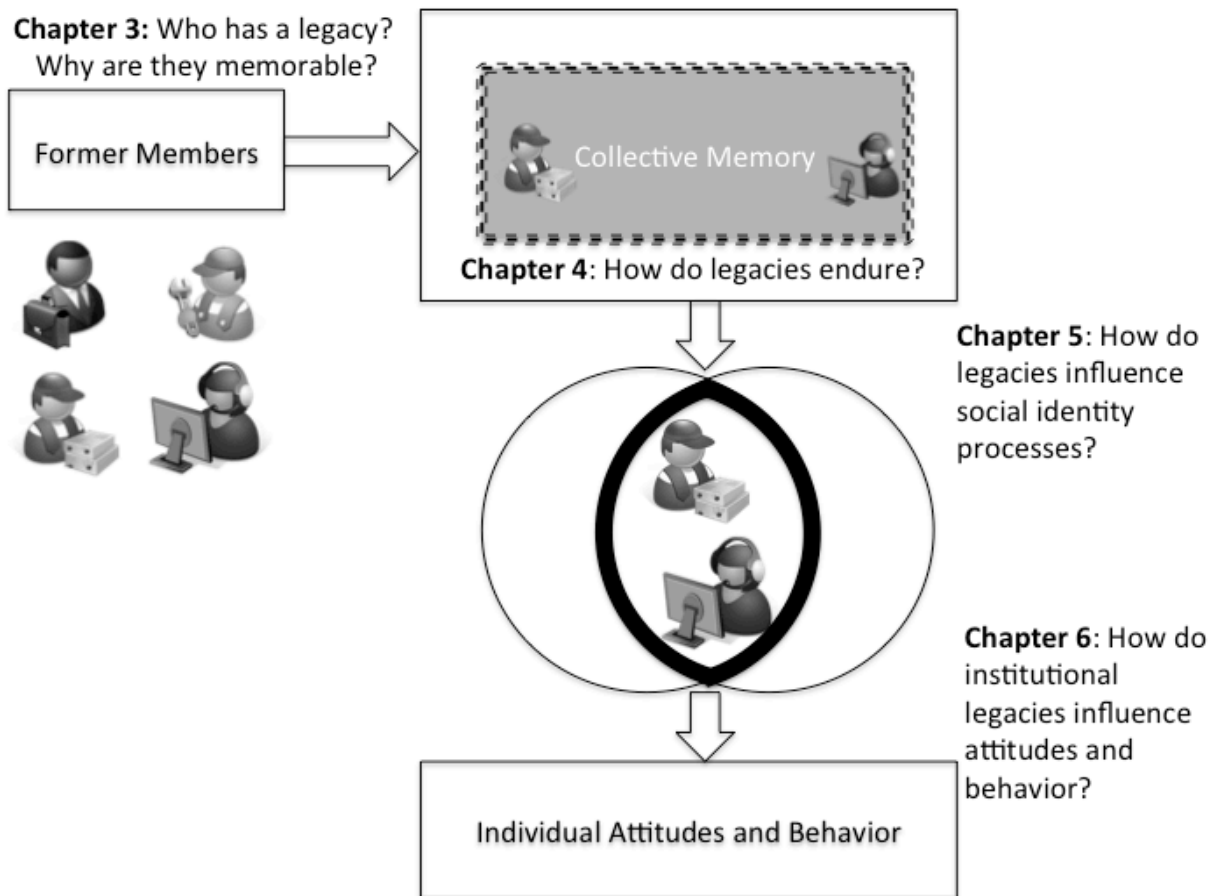 Chapter 3: Who has a legacy?
Why are they memorable?
Former Members
Collective Memory
Chapter 4: How do legacies endure?
Chapter 5: How do
legacies influence
social identity
processes?
Chapter 6: How do
institutional
legacies influence
attitudes and
behavior?
Individual Attitudes and Behavior